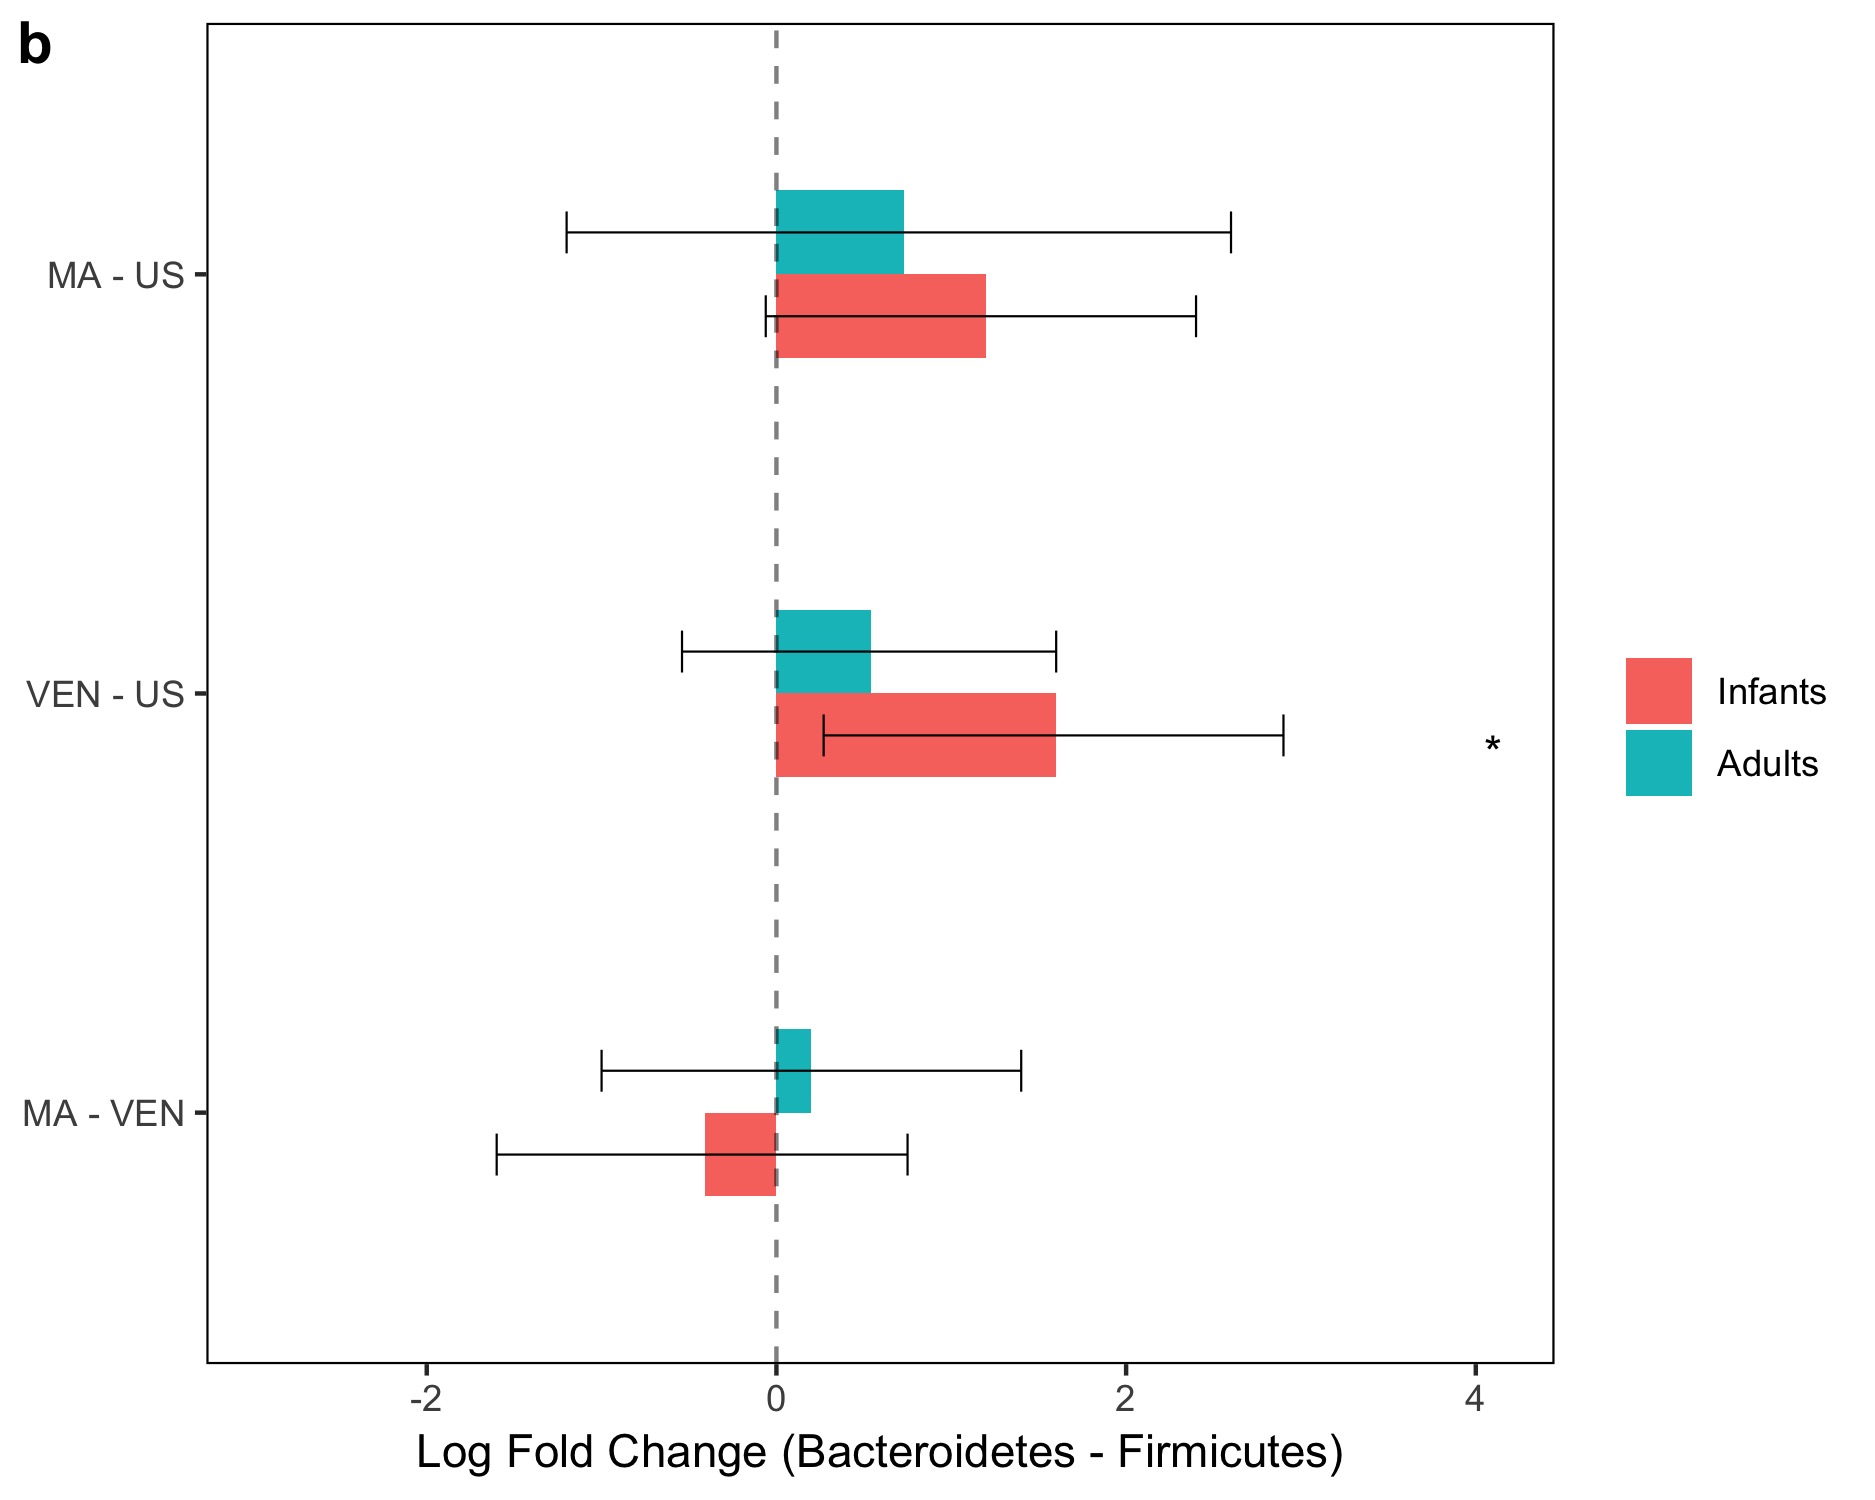 b
MA - US
VEN - US
*
MA - VEN
Infants
Adults
-2 0 2 4
Log Fold Change (Bacteroidetes - Firmicutes)